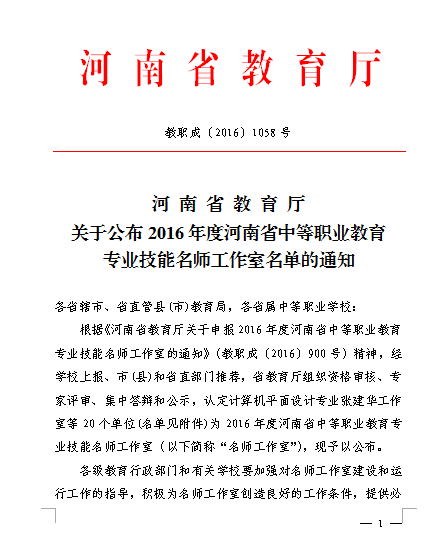 河南省教育厅
教职成〔2016〕1058 号
河 南 省 教 育 厅
关于公布 2016 年度河南省中等职业教育
专业技能名师工作室名单的通知
各省辖市、省直管县(市)教育局，各省属中等职业学校：
根据《河南省教育厅关于申报 2016 年度河南省中等职业教育
专业技能名师工作室的通知》(教职成〔2016〕900 号) 精神，经
学校上报、市(县)和省直部门推荐，省教育厅组织资格审核、专
家评审、集中答辩和公示，认定计算机平面设计专业张建华工作
室等 20 个单位(名单见附件)为 2016 年度河南省中等职业教育专
业技能名师工作室（以下简称“名师工作室”)，现予以公布。
各级教育行政部门和有关学校要加强对名师工作室建设和运
行工作的指导，积极为名师工作室创造良好的工作条件，提供必
— 1 —